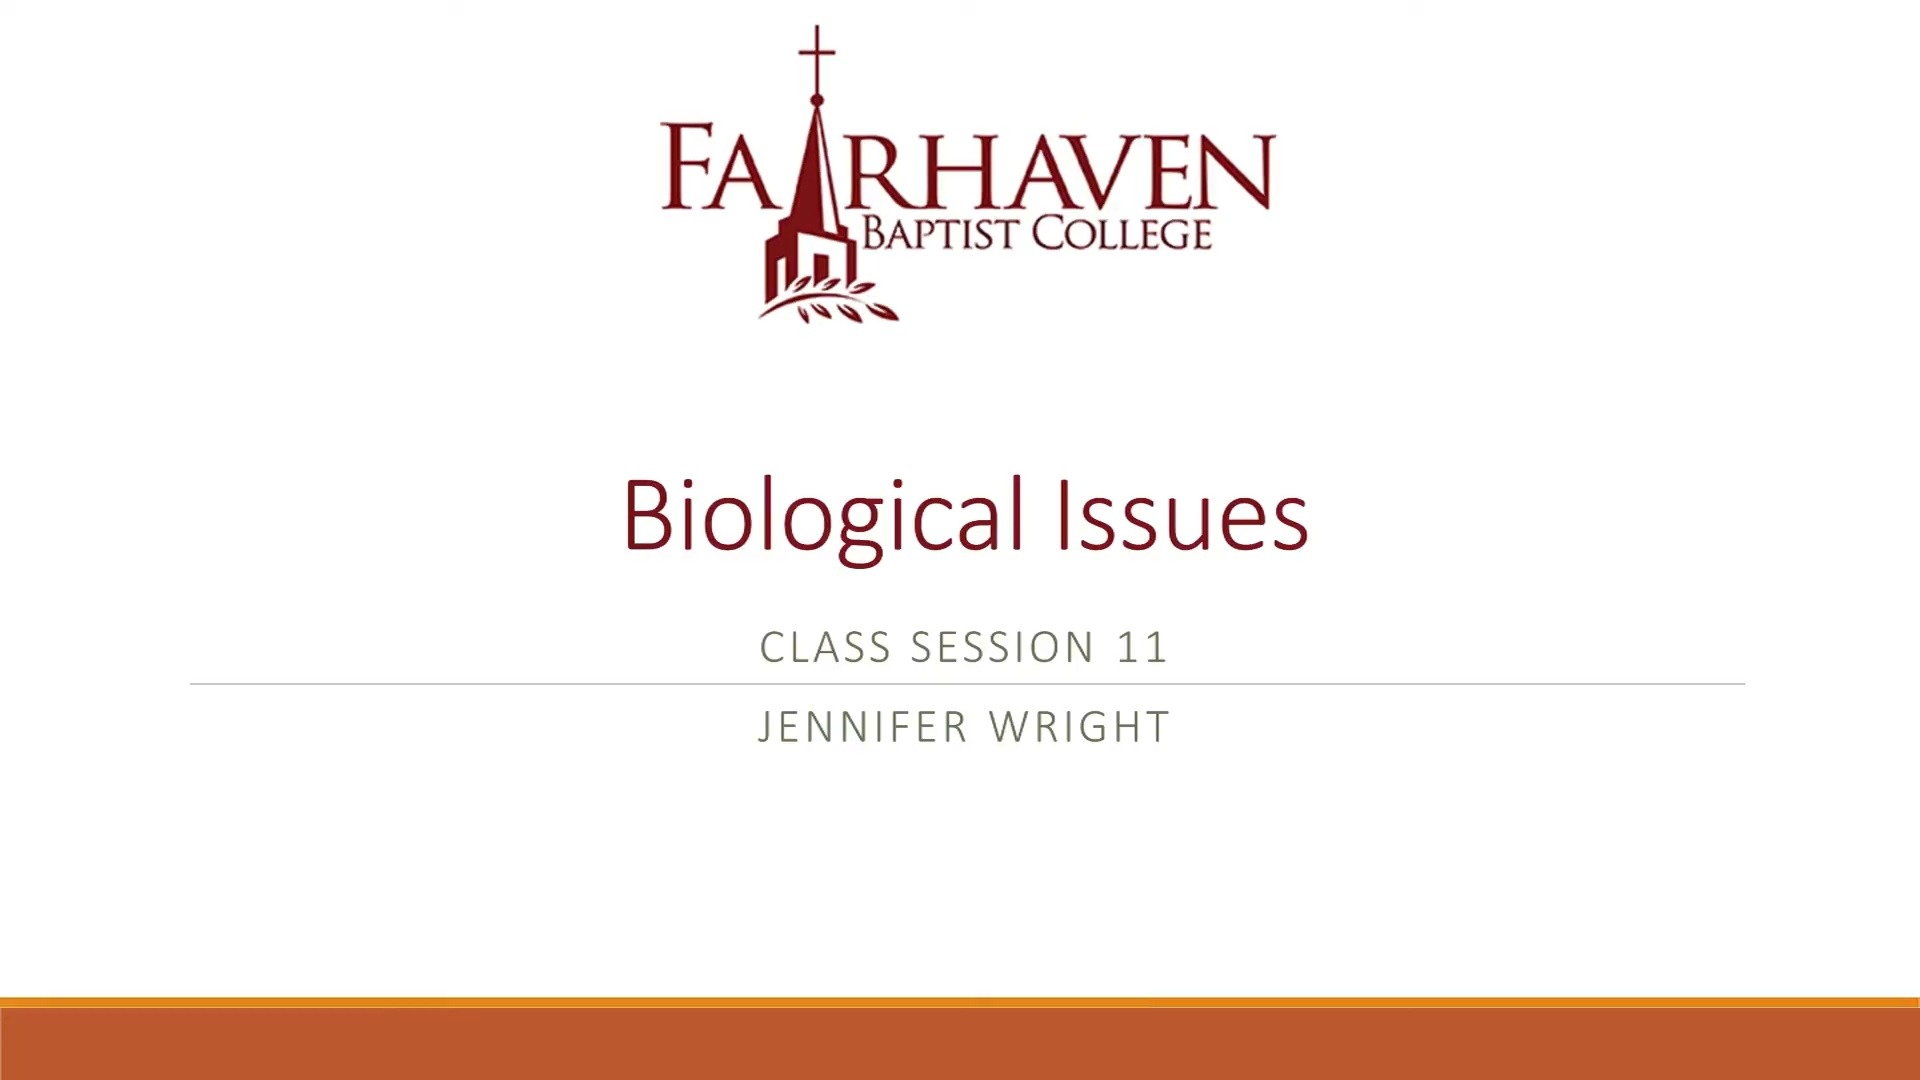 FAIRHAVEN
BAPTIST COLLEGE
Biological Issues
CLASS SESSION 11
JENNIFER WRIGHT